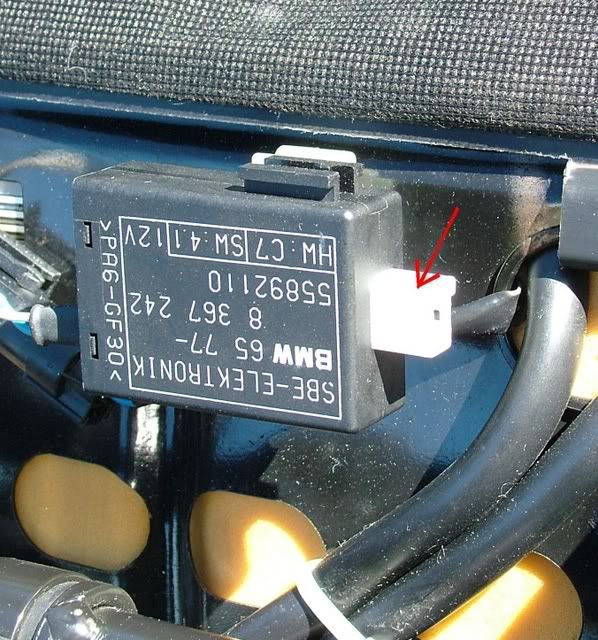 SBE-ELEKTRONIK
BMW 65 77-
8 367 242
55892110
HW: C7 SW: 4.1 12V
>PA6-GF30<